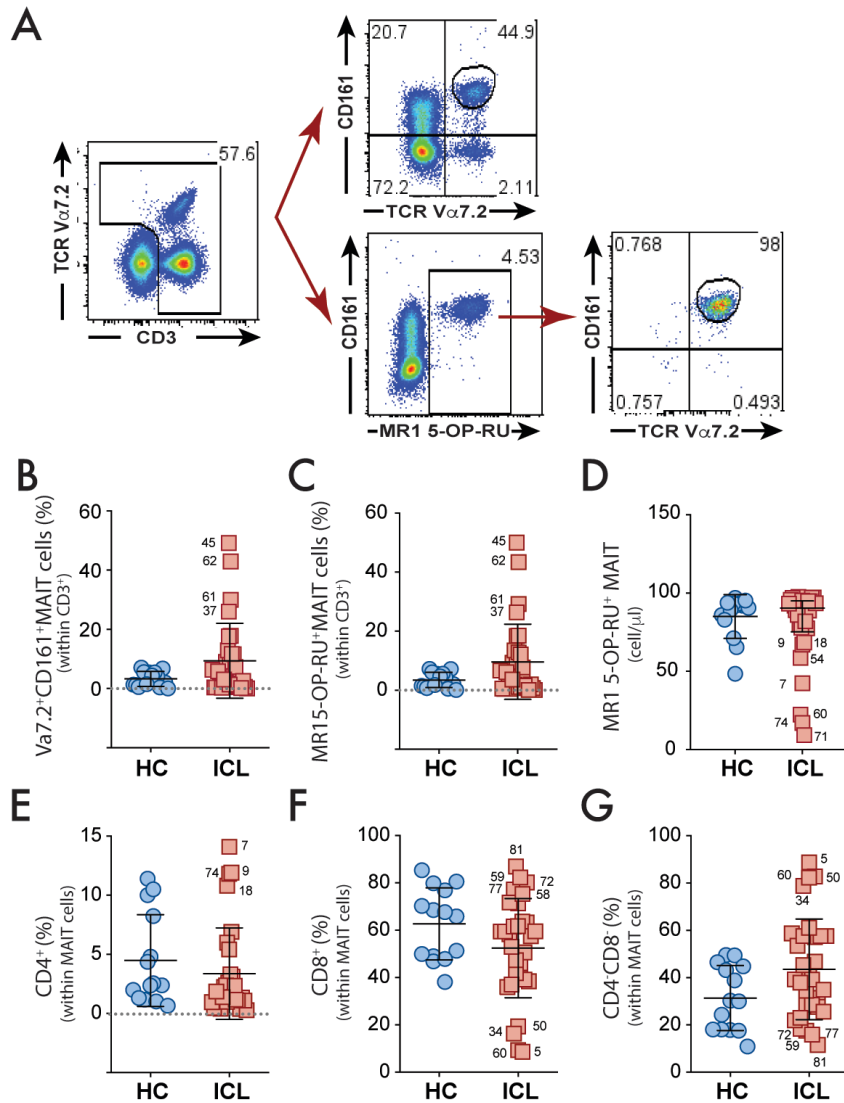 A
57.6
TCR Vα7.2
CD3
20.7 44.9
CD161
72.2 2.11
TCR Vα7.2
4.53
CD161
MR1 5-OP-RU
0.768 98
CD161
0.757 0.493
TCR Vα7.2
B
Va7.2⁺CD161⁺MAIT cells (%)
(within CD3⁺)
60
40
20
0
45
62
61
37
HC ICL
C
MR15-OP-RU⁺MAIT cells (%)
(within CD3⁺)
60
40
20
0
45
62
61
37
HC ICL
D
MR1 5-OP-RU⁺ MAIT
(cell/μl)
150
100
50
0
9 18
54
7
60
74
71
HC ICL
E
CD4⁺ (%)
(within MAIT cells)
15
10
5
0
7
74 9
18
HC ICL
F
CD8⁺ (%)
(within MAIT cells)
100
80
60
40
20
0
81
59 72
77 58
34 50
60 5
HC ICL
G
CD4⁻CD8⁻ (%)
(within MAIT cells)
100
80
60
40
20
0
5
60 50
34
72 77
59
81
HC ICL